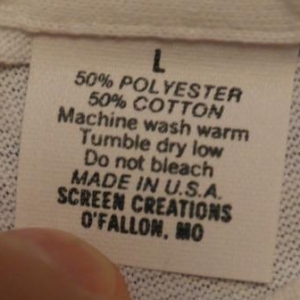 L
50% POLYESTER
50% COTTON
Machine wash warm
Tumble dry low
Do not bleach
MADE IN U.S.A.
SCREEN CREATIONS
O'FALLON, MO